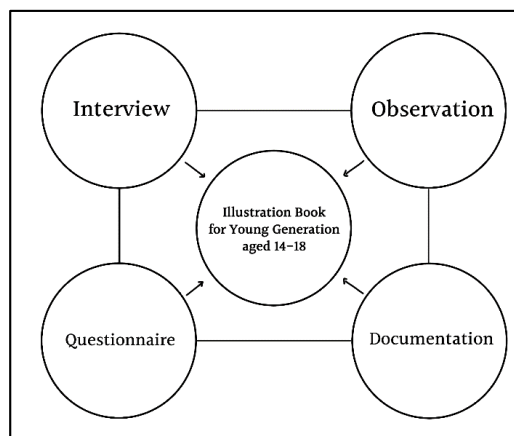 Interview
Observation
Illustration Book
for Young Generation
aged 14-18
Questionnaire
Documentation